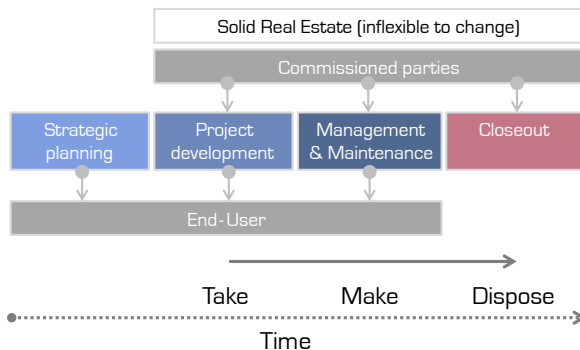 Solid Real Estate (inflexible to change)
Commissioned parties
Strategic
planning
Project
development
Management
& Maintenance
Closeout
End-User
Take
Make
Dispose
Time